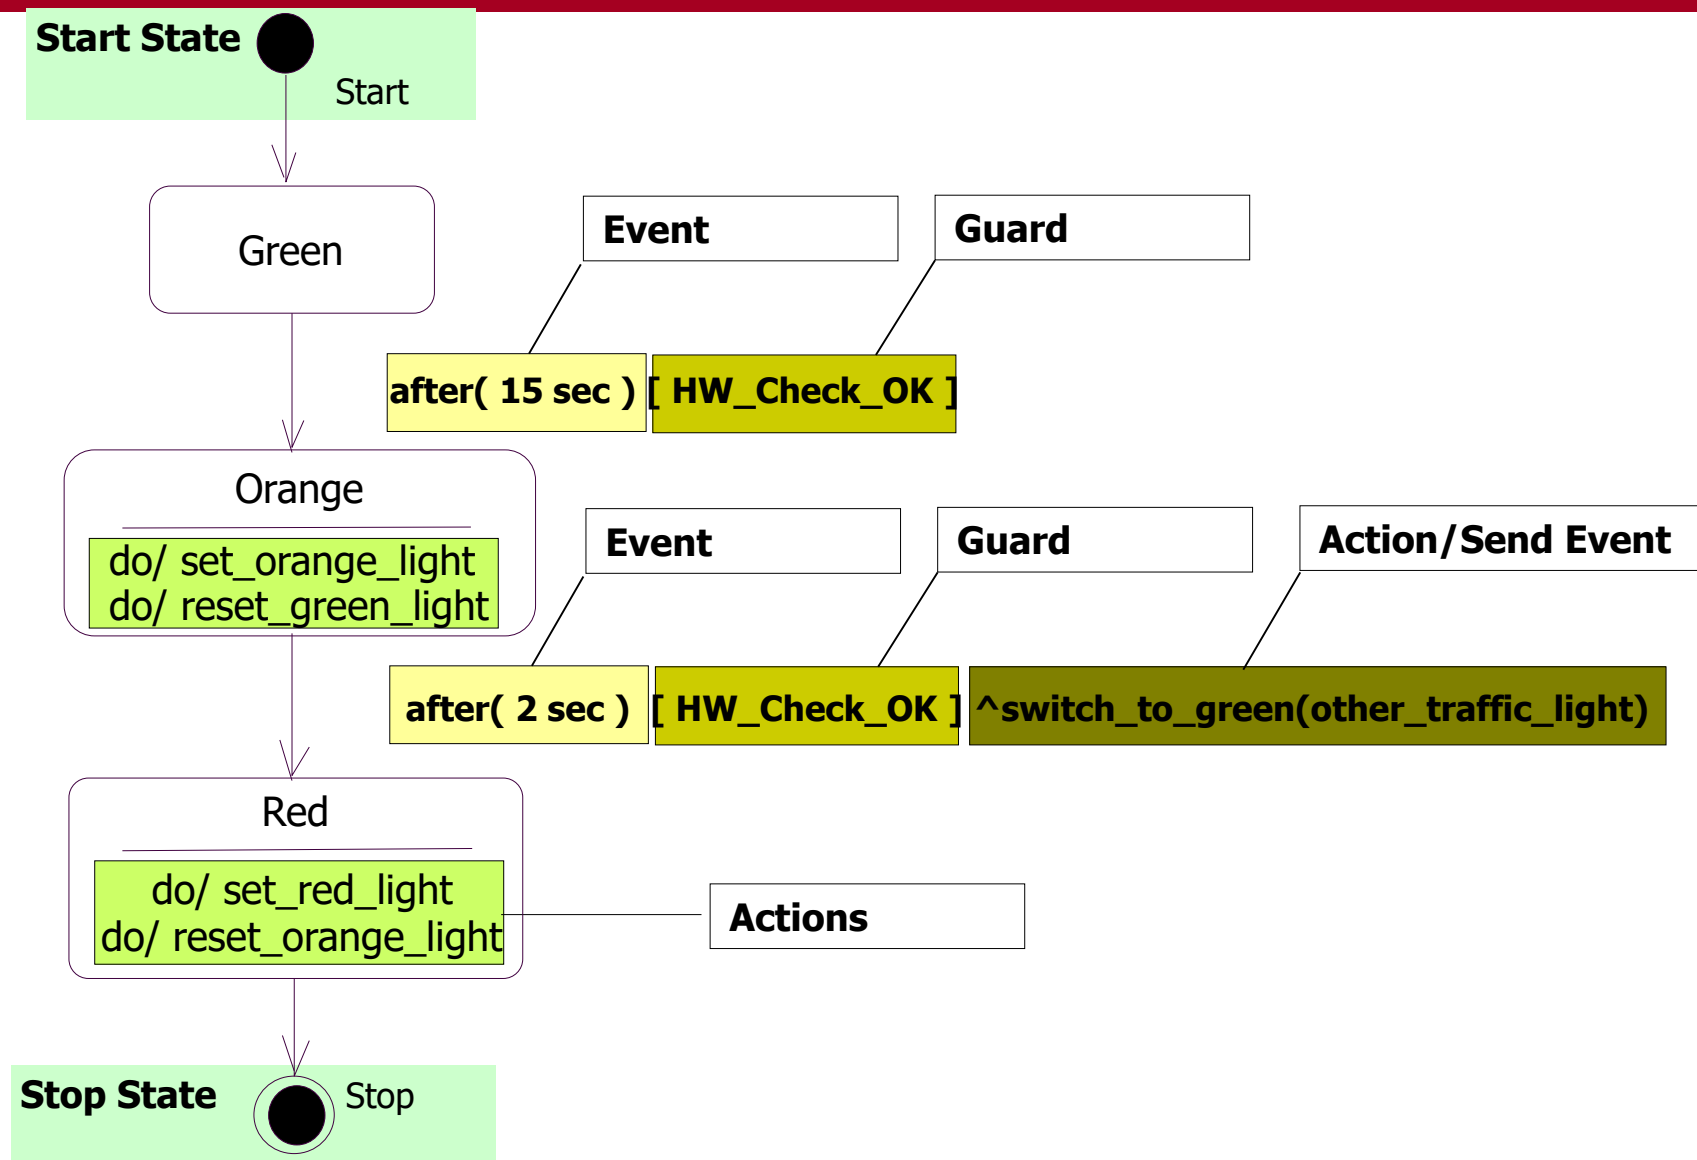 Start State
Start
Green
Event
Guard
after( 15 sec ) [ HW_Check_OK ]
Orange
do/ set_orange_light
do/ reset_green_light
Event
Guard
Action/Send Event
after( 2 sec ) [ HW_Check_OK ] ^switch_to_green(other_traffic_light)
Red
do/ set_red_light
do/ reset_orange_light
Actions
Stop State
Stop